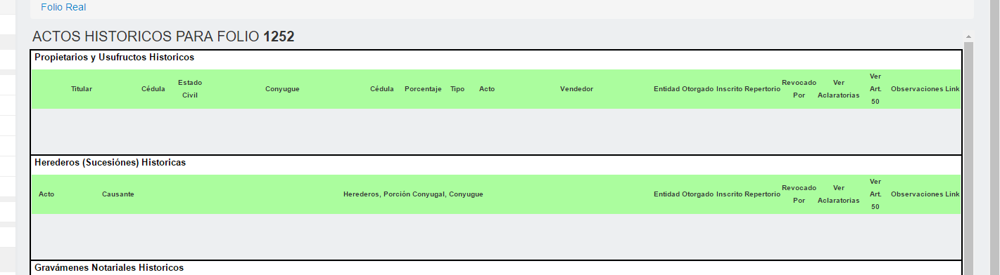 Folio Real
ACTOS HISTORICOS PARA FOLIO 1252
Propietarios y Usufructos Historicos
Titular Cédula Estado Civil Conyugue Cédula Porcentaje Tipo Acto Vendedor Entidad Otorgado Inscrito Repertorio Revocado Por Ver Aclaratorias Ver Art. 50 Observaciones Link
Herederos (Sucesiónes) Historicas
Acto Causante Herederos, Porción Conyugal, Conyugue Entidad Otorgado Inscrito Repertorio Revocado Por Ver Aclaratorias Ver Art. 50 Observaciones Link
Gravámenes Notariales Historicos